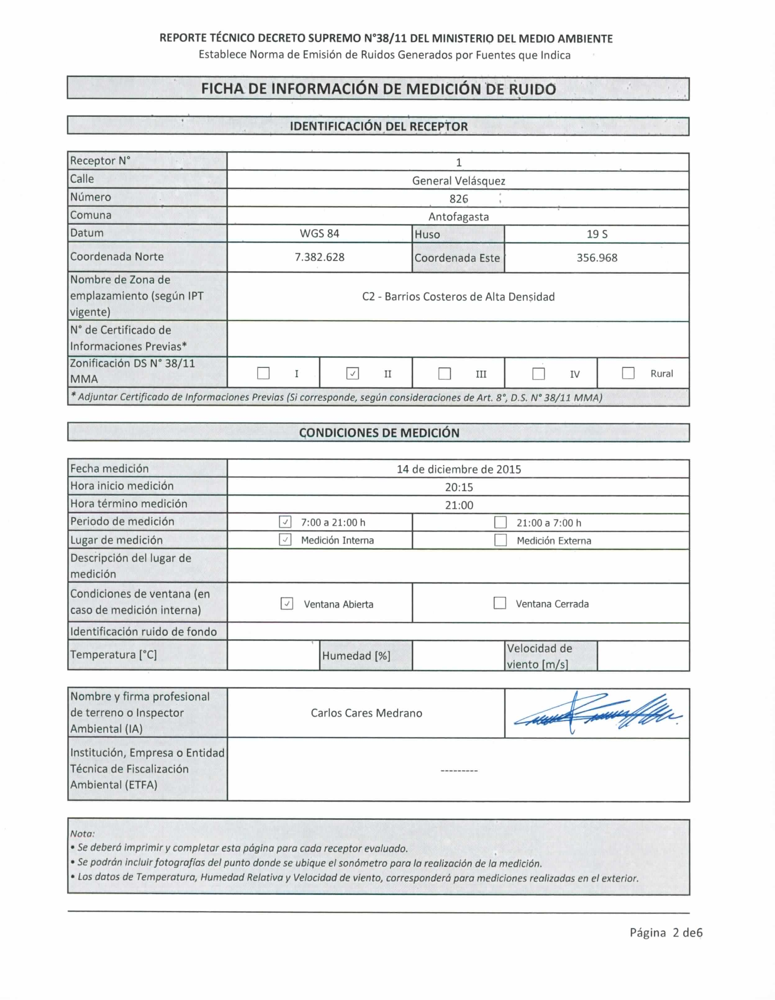 REPORTE TÉCNICO DECRETO SUPREMO N°38/11 DEL MINISTERIO DEL MEDIO AMBIENTE
Establece Norma de Emisión de Ruidos Generados por Fuentes que Indica
FICHA DE INFORMACIÓN DE MEDICIÓN DE RUIDO
IDENTIFICACIÓN DEL RECEPTOR
Receptor N° 1
Calle General Velásquez
Número 826
Comuna Antofagasta
Datum WGS 84 Huso 19 S
Coordenada Norte 7.382.628 Coordenada Este 356.968
Nombre de Zona de
emplazamiento (según IPT
vigente)
C2 - Barrios Costeros de Alta Densidad
N° de Certificado de
Informaciones Previas*
Zonificación DS N° 38/11
MMA
☐ I ☑ II ☐ III ☐ IV ☐ Rural
* Adjuntar Certificado de Informaciones Previas (Si corresponde, según consideraciones de Art. 8°, D.S. N° 38/11 MMA)
CONDICIONES DE MEDICIÓN
Fecha medición 14 de diciembre de 2015
Hora inicio medición 20:15
Hora término medición 21:00
Periodo de medición ☑ 7:00 a 21:00 h ☐ 21:00 a 7:00 h
Lugar de medición ☑ Medición Interna ☐ Medición Externa
Descripción del lugar de
medición
Condiciones de ventana (en
caso de medición interna)
☑ Ventana Abierta ☐ Ventana Cerrada
Identificación ruido de fondo
Temperatura [°C] Humedad [%] Velocidad de
viento [m/s]
Nombre y firma profesional
de terreno o Inspector
Ambiental (IA)
Carlos Cares Medrano
Institución, Empresa o Entidad
Técnica de Fiscalización
Ambiental (ETFA)
---------
Nota:
• Se deberá imprimir y completar esta página para cada receptor evaluado.
• Se podrán incluir fotografías del punto donde se ubique el sonómetro para la realización de la medición.
• Los datos de Temperatura, Humedad Relativa y Velocidad de viento, corresponderá para mediciones realizadas en el exterior.
Página 2 de6